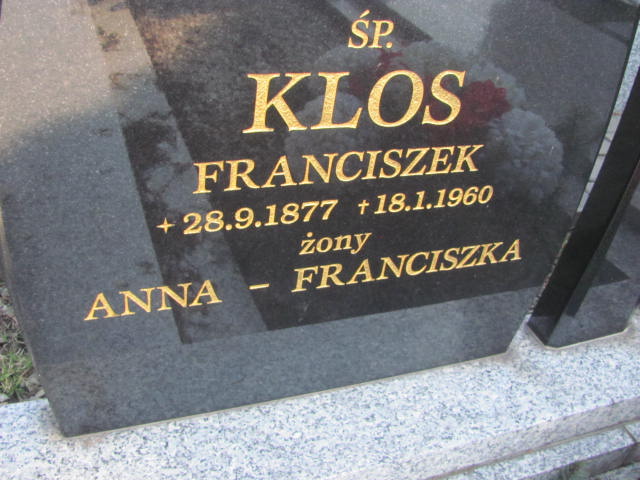 ŚP.
KLOS
FRANCISZEK
+ 28.9.1877 †18.1.1960
żony
ANNA – FRANCISZKA